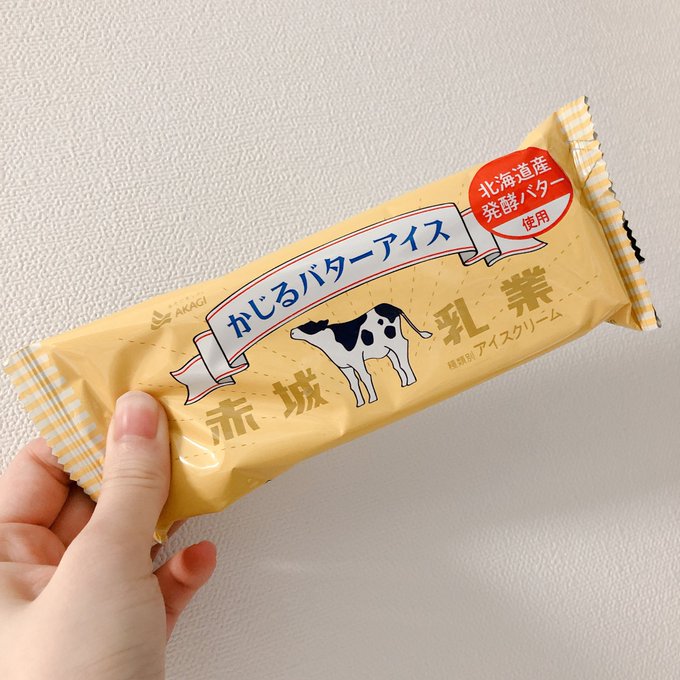 AKAGI
かじるバターアイス
北海道産
発酵バター
使用
赤城乳業
種類別 アイスクリーム